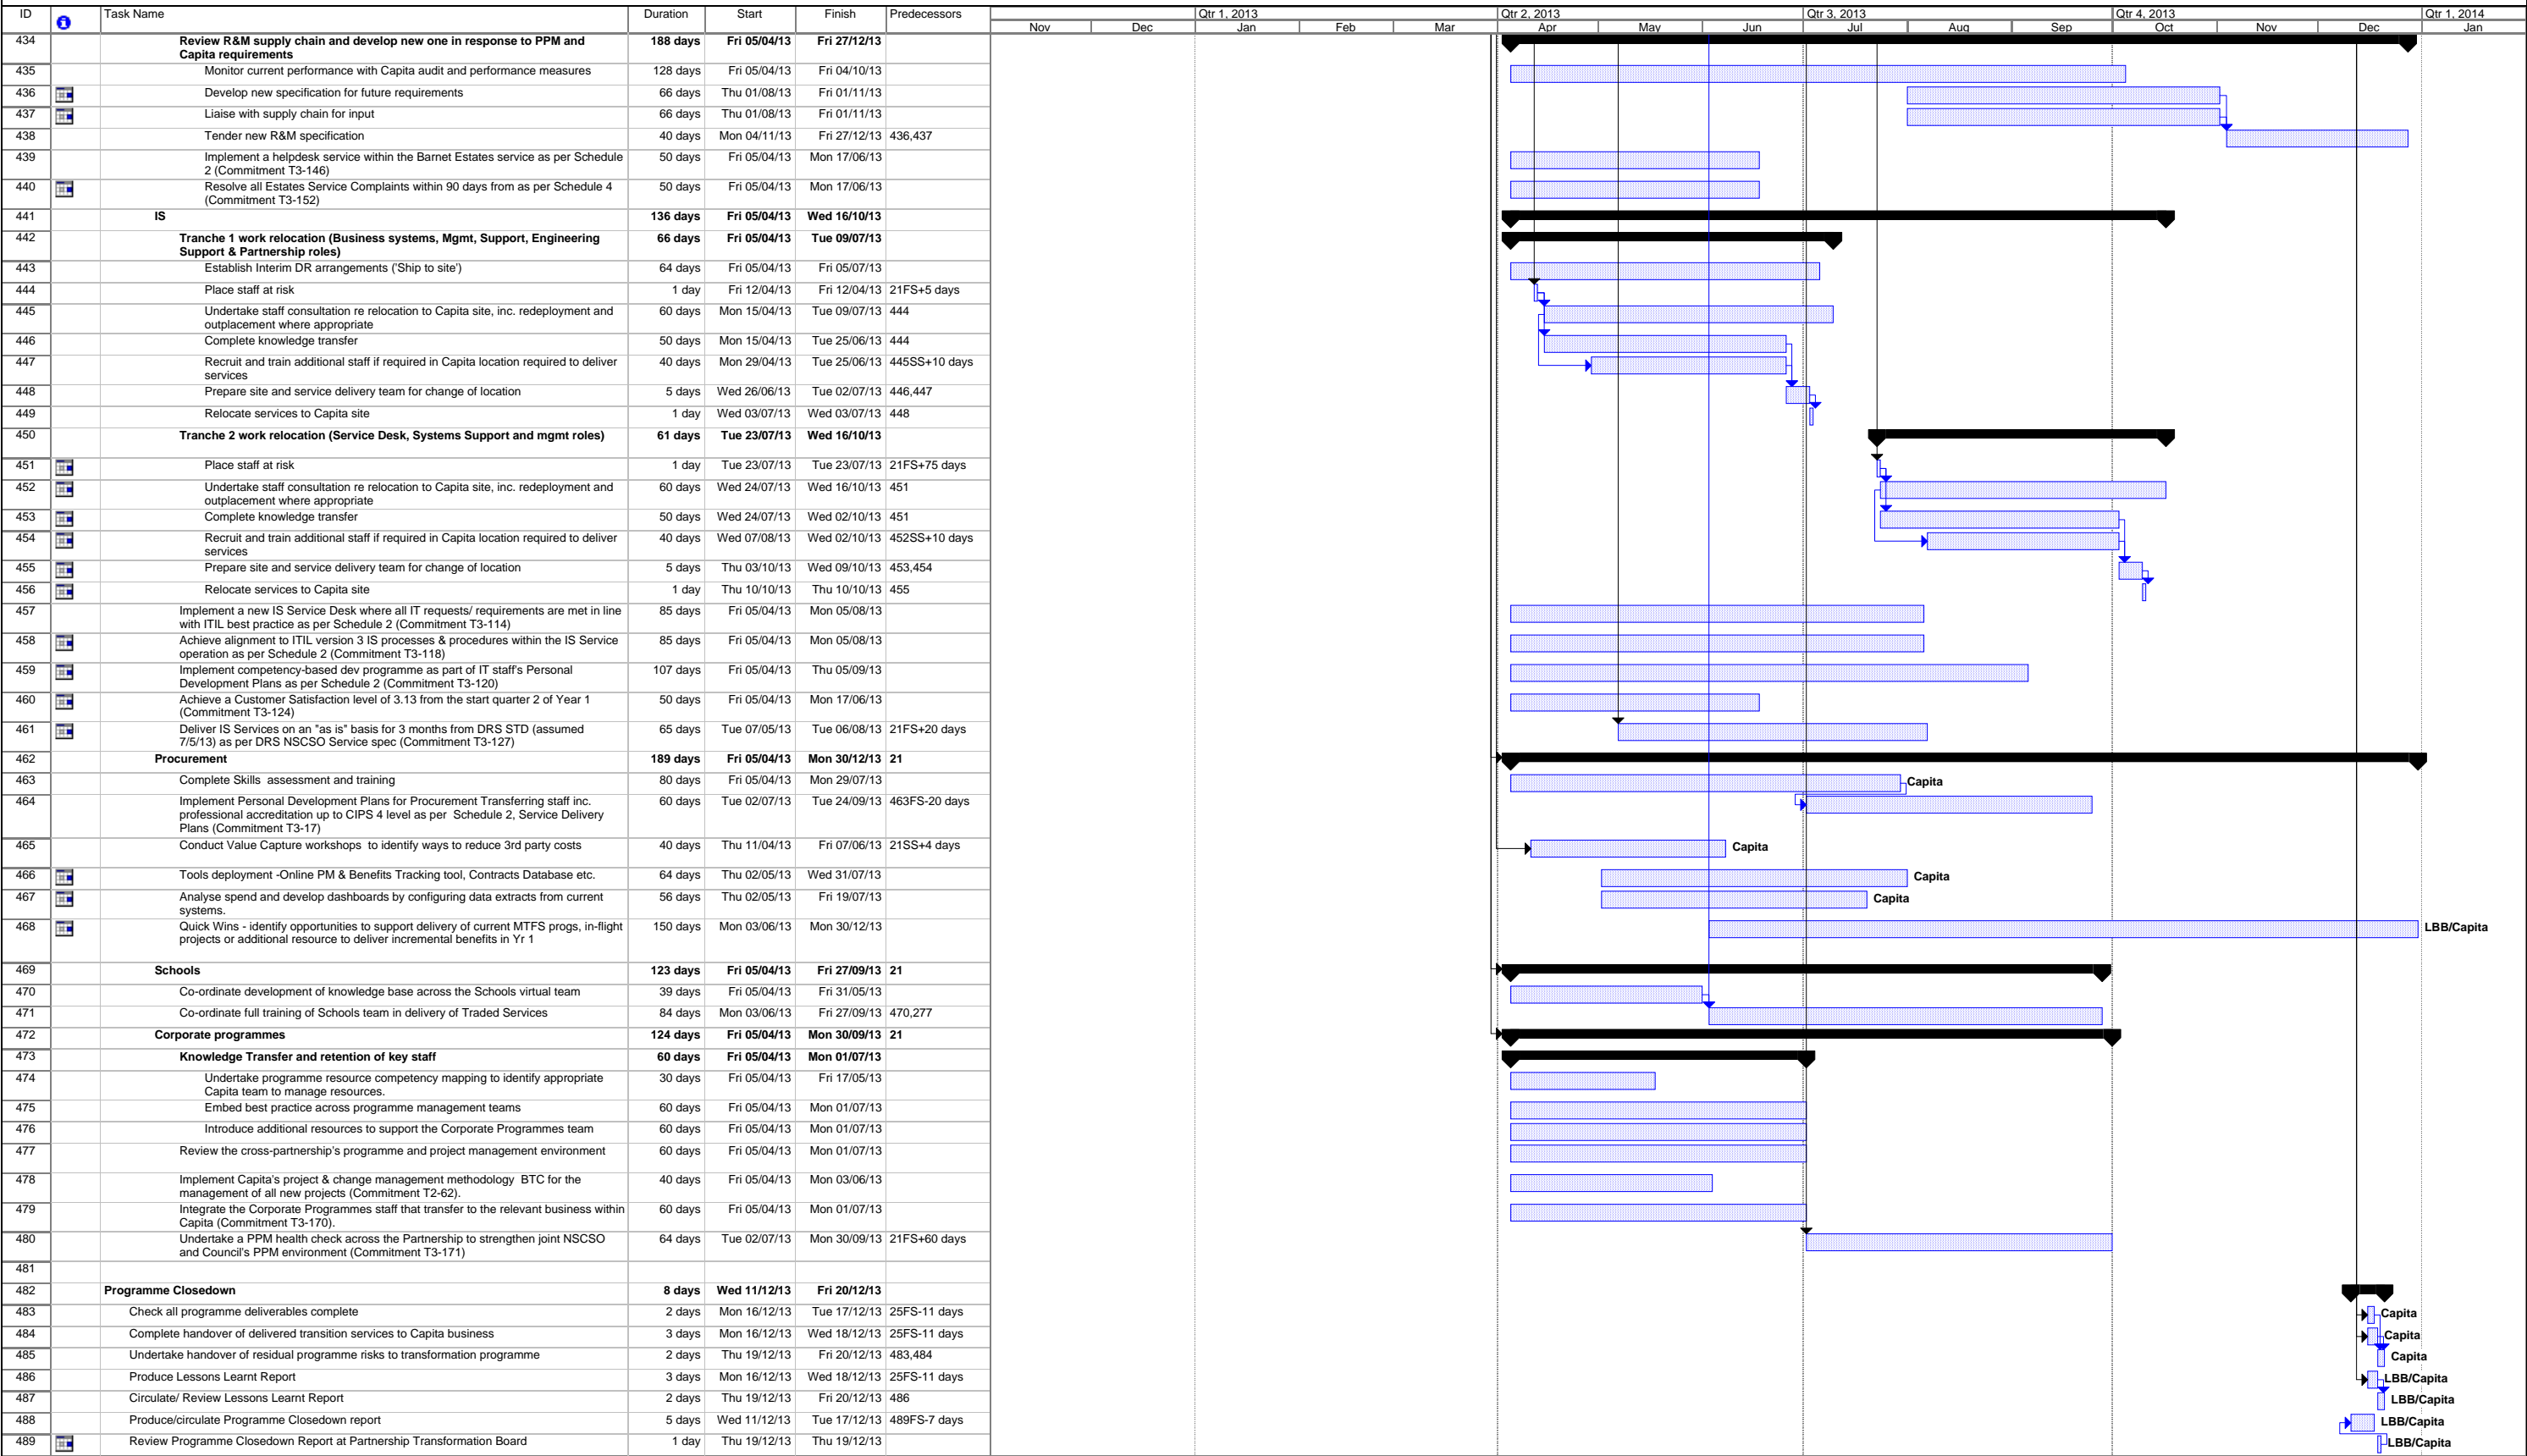 ID Task Name Duration Start Finish Predecessors
Qtr 1, 2013 Qtr 2, 2013 Qtr 3, 2013 Qtr 4, 2013 Qtr 1, 2014
Nov Dec Jan Feb Mar Apr May Jun Jul Aug Sep Oct Nov Dec Jan
434 Review R&M supply chain and develop new one in response to PPM and 188 days Fri 05/04/13 Fri 27/12/13
Capita requirements
435 Monitor current performance with Capita audit and performance measures 128 days Fri 05/04/13 Fri 04/10/13
436 Develop new specification for future requirements 66 days Thu 01/08/13 Fri 01/11/13
437 Liaise with supply chain for input 66 days Thu 01/08/13 Fri 01/11/13
438 Tender new R&M specification 40 days Mon 04/11/13 Fri 27/12/13 436,437
439 Implement a helpdesk service within the Barnet Estates service as per Schedule 50 days Fri 05/04/13 Mon 17/06/13
2 (Commitment T3-146)
440 Resolve all Estates Service Complaints within 90 days from as per Schedule 4 50 days Fri 05/04/13 Mon 17/06/13
(Commitment T3-152)
441 IS 136 days Fri 05/04/13 Wed 16/10/13
442 Tranche 1 work relocation (Business systems, Mgmt, Support, Engineering 66 days Fri 05/04/13 Tue 09/07/13
Support & Partnership roles)
443 Establish Interim DR arrangements ('Ship to site') 64 days Fri 05/04/13 Fri 05/07/13
444 Place staff at risk 1 day Fri 12/04/13 Fri 12/04/13 21FS+5 days
445 Undertake staff consultation re relocation to Capita site, inc. redeployment and 60 days Mon 15/04/13 Tue 09/07/13 444
outplacement where appropriate
446 Complete knowledge transfer 50 days Mon 15/04/13 Tue 25/06/13 444
447 Recruit and train additional staff if required in Capita location required to deliver 40 days Mon 29/04/13 Tue 25/06/13 445SS+10 days
services
448 Prepare site and service delivery team for change of location 5 days Wed 26/06/13 Tue 02/07/13 446,447
449 Relocate services to Capita site 1 day Wed 03/07/13 Wed 03/07/13 448
450 Tranche 2 work relocation (Service Desk, Systems Support and mgmt roles) 61 days Tue 23/07/13 Wed 16/10/13
451 Place staff at risk 1 day Tue 23/07/13 Tue 23/07/13 21FS+75 days
452 Undertake staff consultation re relocation to Capita site, inc. redeployment and 60 days Wed 24/07/13 Wed 16/10/13 451
outplacement where appropriate
453 Complete knowledge transfer 50 days Wed 24/07/13 Wed 02/10/13 451
454 Recruit and train additional staff if required in Capita location required to deliver 40 days Wed 07/08/13 Wed 02/10/13 452SS+10 days
services
455 Prepare site and service delivery team for change of location 5 days Thu 03/10/13 Wed 09/10/13 453,454
456 Relocate services to Capita site 1 day Thu 10/10/13 Thu 10/10/13 455
457 Implement a new IS Service Desk where all IT requests/ requirements are met in line 85 days Fri 05/04/13 Mon 05/08/13
with ITIL best practice as per Schedule 2 (Commitment T3-114)
458 Achieve alignment to ITIL version 3 IS processes & procedures within the IS Service 85 days Fri 05/04/13 Mon 05/08/13
operation as per Schedule 2 (Commitment T3-118)
459 Implement competency-based dev programme as part of IT staff's Personal 107 days Fri 05/04/13 Thu 05/09/13
Development Plans as per Schedule 2 (Commitment T3-120)
460 Achieve a Customer Satisfaction level of 3.13 from the start quarter 2 of Year 1 50 days Fri 05/04/13 Mon 17/06/13
(Commitment T3-124)
461 Deliver IS Services on an "as is" basis for 3 months from DRS STD (assumed 65 days Tue 07/05/13 Tue 06/08/13 21FS+20 days
7/5/13) as per DRS NSCSO Service spec (Commitment T3-127)
462 Procurement 189 days Fri 05/04/13 Mon 30/12/13 21
463 Complete Skills assessment and training 80 days Fri 05/04/13 Mon 29/07/13 Capita
464 Implement Personal Development Plans for Procurement Transferring staff inc. 60 days Tue 02/07/13 Tue 24/09/13 463FS-20 days
professional accreditation up to CIPS 4 level as per Schedule 2, Service Delivery
Plans (Commitment T3-17)
465 Conduct Value Capture workshops to identify ways to reduce 3rd party costs 40 days Thu 11/04/13 Fri 07/06/13 21SS+4 days Capita
466 Tools deployment -Online PM & Benefits Tracking tool, Contracts Database etc. 64 days Thu 02/05/13 Wed 31/07/13 Capita
467 Analyse spend and develop dashboards by configuring data extracts from current 56 days Thu 02/05/13 Fri 19/07/13 Capita
systems.
468 Quick Wins - identify opportunities to support delivery of current MTFS progs, in-flight 150 days Mon 03/06/13 Mon 30/12/13 LBB/Capita
projects or additional resource to deliver incremental benefits in Yr 1
469 Schools 123 days Fri 05/04/13 Fri 27/09/13 21
470 Co-ordinate development of knowledge base across the Schools virtual team 39 days Fri 05/04/13 Fri 31/05/13
471 Co-ordinate full training of Schools team in delivery of Traded Services 84 days Mon 03/06/13 Fri 27/09/13 470,277
472 Corporate programmes 124 days Fri 05/04/13 Mon 30/09/13 21
473 Knowledge Transfer and retention of key staff 60 days Fri 05/04/13 Mon 01/07/13
474 Undertake programme resource competency mapping to identify appropriate 30 days Fri 05/04/13 Fri 17/05/13
Capita team to manage resources.
475 Embed best practice across programme management teams 60 days Fri 05/04/13 Mon 01/07/13
476 Introduce additional resources to support the Corporate Programmes team 60 days Fri 05/04/13 Mon 01/07/13
477 Review the cross-partnership's programme and project management environment 60 days Fri 05/04/13 Mon 01/07/13
478 Implement Capita's project & change management methodology BTC for the 40 days Fri 05/04/13 Mon 03/06/13
management of all new projects (Commitment T2-62).
479 Integrate the Corporate Programmes staff that transfer to the relevant business within 60 days Fri 05/04/13 Mon 01/07/13
Capita (Commitment T3-170).
480 Undertake a PPM health check across the Partnership to strengthen joint NSCSO 64 days Tue 02/07/13 Mon 30/09/13 21FS+60 days
and Council's PPM environment (Commitment T3-171)
481
482 Programme Closedown 8 days Wed 11/12/13 Fri 20/12/13
483 Check all programme deliverables complete 2 days Mon 16/12/13 Tue 17/12/13 25FS-11 days Capita
484 Complete handover of delivered transition services to Capita business 3 days Mon 16/12/13 Wed 18/12/13 25FS-11 days Capita
485 Undertake handover of residual programme risks to transformation programme 2 days Thu 19/12/13 Fri 20/12/13 483,484 Capita
486 Produce Lessons Learnt Report 3 days Mon 16/12/13 Wed 18/12/13 25FS-11 days LBB/Capita
487 Circulate/ Review Lessons Learnt Report 2 days Thu 19/12/13 Fri 20/12/13 486 LBB/Capita
488 Produce/circulate Programme Closedown report 5 days Wed 11/12/13 Tue 17/12/13 489FS-7 days LBB/Capita
489 Review Programme Closedown Report at Partnership Transformation Board 1 day Thu 19/12/13 Thu 19/12/13 LBB/Capita